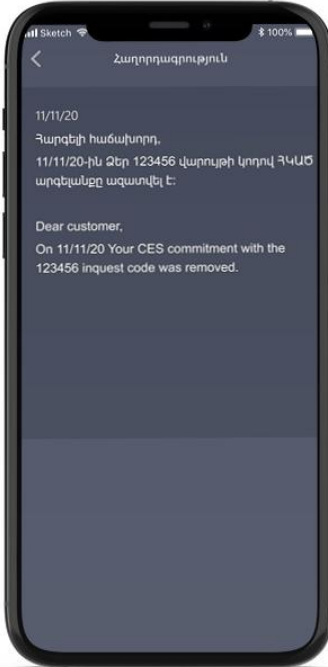 Sketch
100%
Հաղորդագրություն
11/11/20
Հարգելի հաճախորդ,
11/11/20-ին Ձեր 123456 վարույթի կոդով ՀԿԱԾ
արգելանքը ազատվել է:
Dear customer,
On 11/11/20 Your CES commitment with the
123456 inquest code was removed.